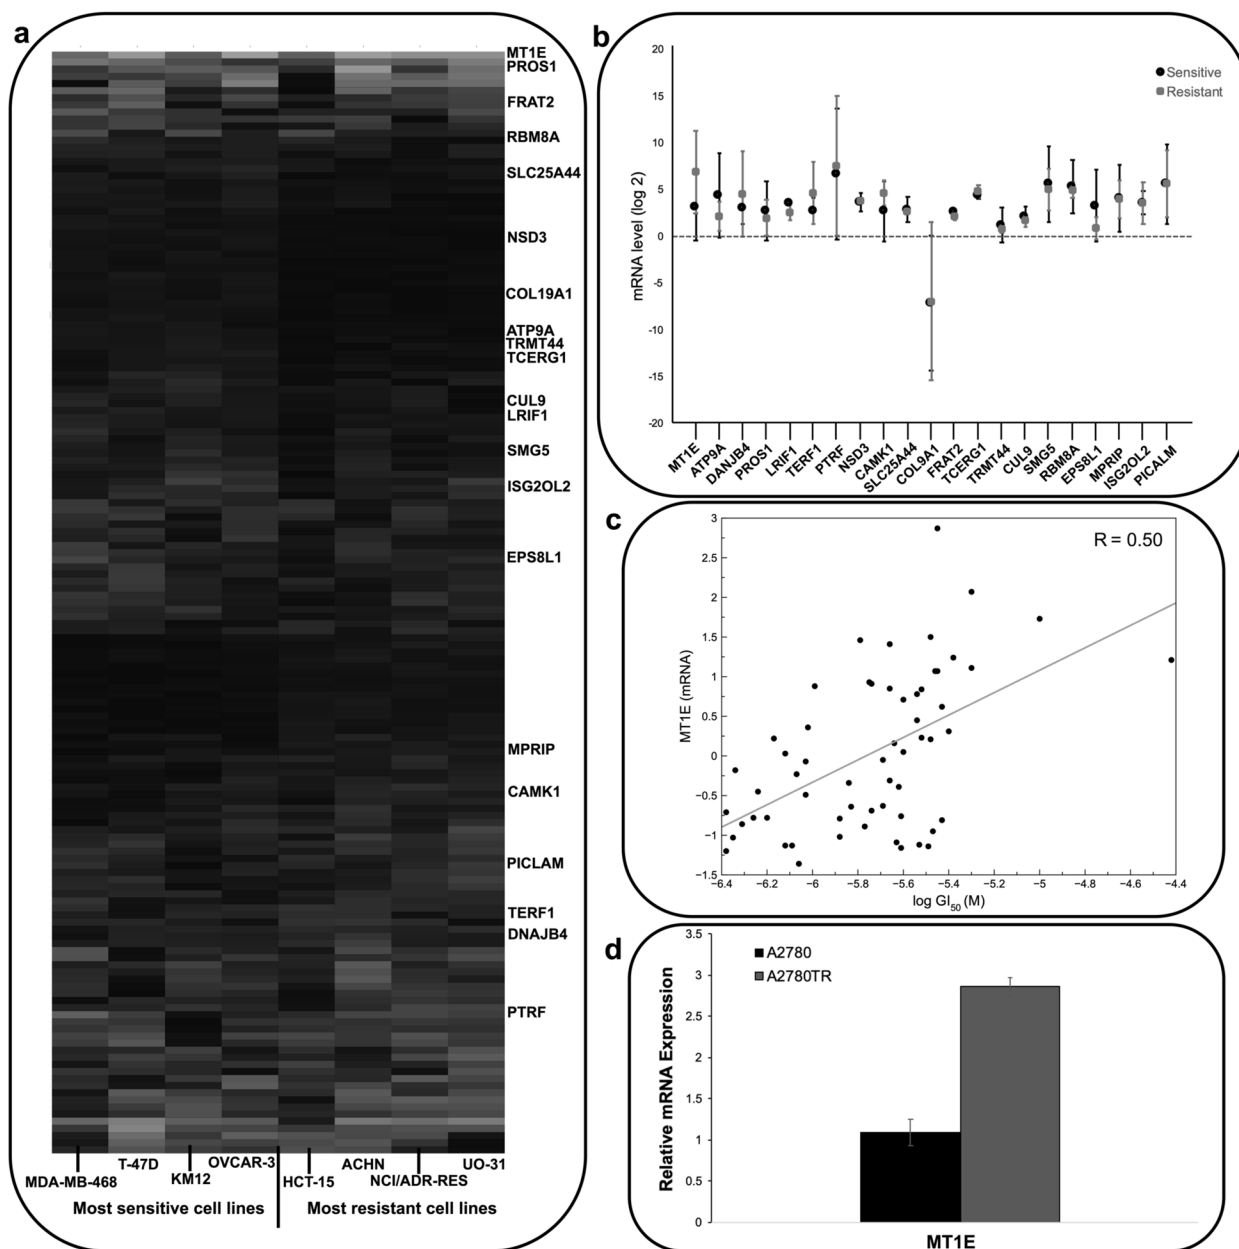 a
MT1E
PROS1
FRAT2
RBM8A
SLC25A44
NSD3
COL19A1
ATP9A
TRMT44
TCERG1
CUL9
LRIF1
SMG5
ISG2OL2
EPS8L1
MPRIP
CAMK1
PICLAM
TERF1
DNAJB4
PTRF
MDA-MB-468
T-47D
KM12
OVCAR-3
HCT-15
ACHN
NCI/ADR-RES
UO-31
Most sensitive cell lines
Most resistant cell lines
b
mRNA level (log 2)
20
15
10
5
0
-5
-10
-15
-20
Sensitive
Resistant
MT1E
ATP9A
DANJB4
PROS1
LRIF1
TERF1
PTRF
NSD3
CAMK1
SLC25A44
COL9A1
FRAT2
TCERG1
TRMT44
CUL9
SMG5
RBM8A
EPS8L1
MPRIP
ISG2OL2
PICALM
c
R = 0.50
MT1E (mRNA)
3
2.5
2
1.5
1
0.5
0
−0.5
−1
−1.5
−6.4 −6.2 −6 −5.8 −5.6 −5.4 −5.2 −5 −4.8 −4.6 −4.4
log GI50 (M)
d
Relative mRNA Expression
3.5
3
2.5
2
1.5
1
0.5
0
A2780
A2780TR
MT1E